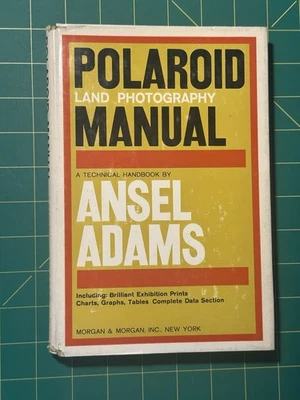 POLAROID
LAND PHOTOGRAPHY
MANUAL
A TECHNICAL HANDBOOK BY
ANSEL
ADAMS
Including: Brilliant Exhibition Prints
Charts, Graphs, Tables Complete Data Section
MORGAN & MORGAN, INC., NEW YORK